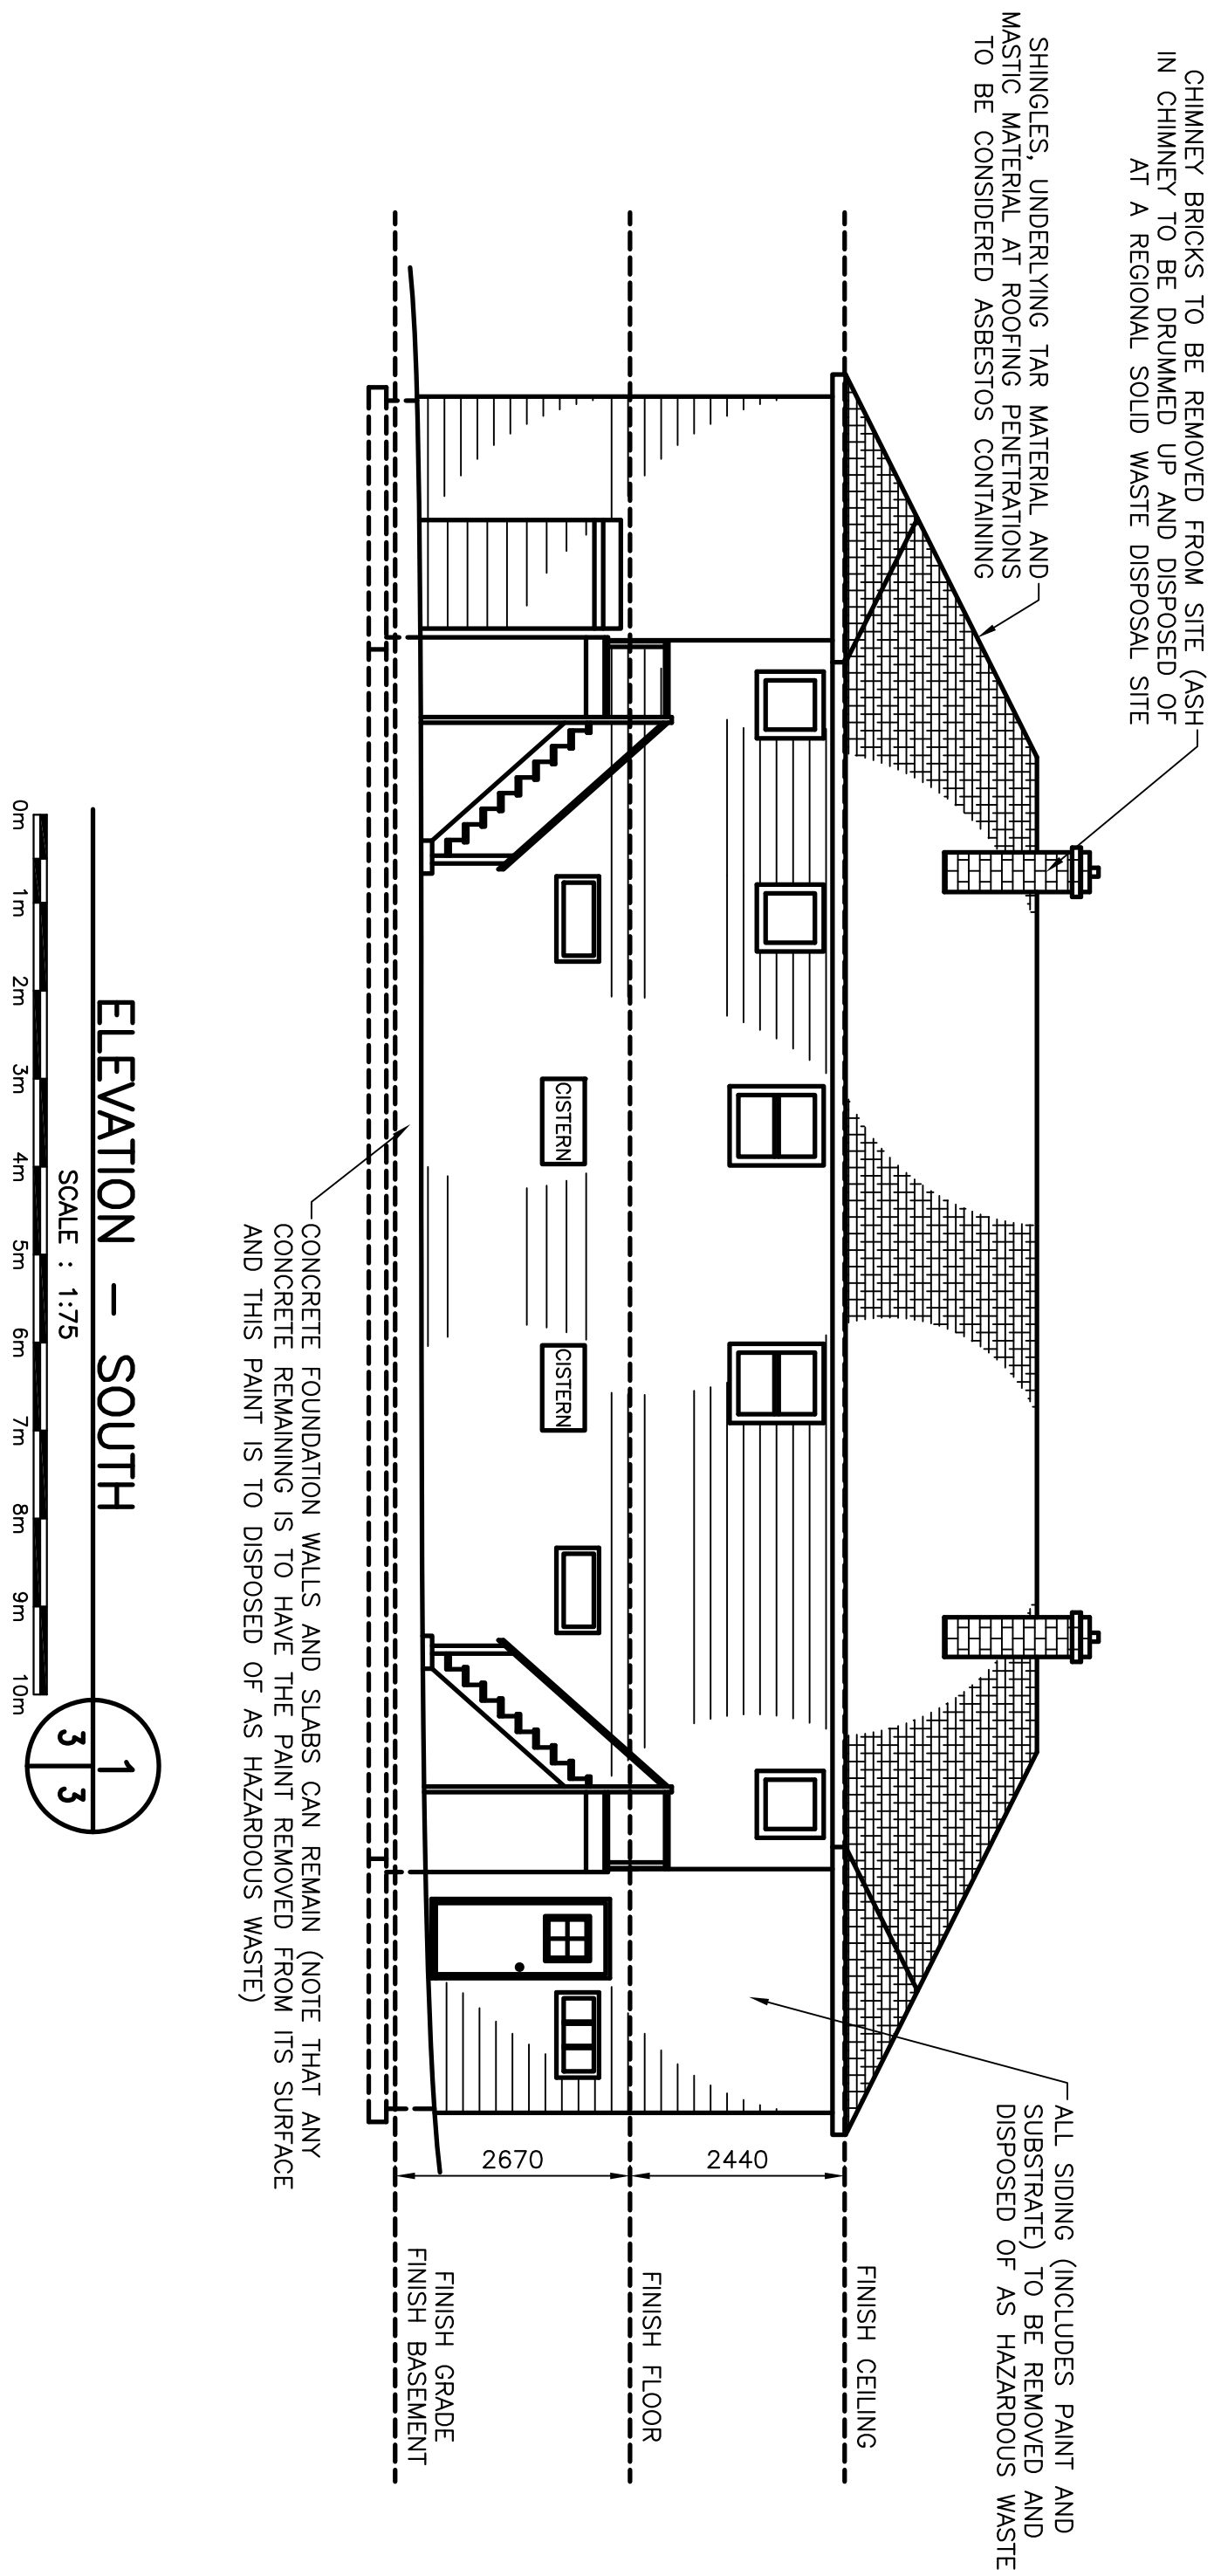 CHIMNEY BRICKS TO BE REMOVED FROM SITE (ASH
IN CHIMNEY TO BE DRUMMED UP AND DISPOSED OF
AT A REGIONAL SOLID WASTE DISPOSAL SITE
SHINGLES, UNDERLYING TAR MATERIAL AND
MASTIC MATERIAL AT ROOFING PENETRATIONS
TO BE CONSIDERED ASBESTOS CONTAINING
ALL SIDING (INCLUDES PAINT AND
SUBSTRATE) TO BE REMOVED AND
DISPOSED OF AS HAZARDOUS WASTE
FINISH CEILING
2440
FINISH FLOOR
CISTERN
CISTERN
2670
FINISH GRADE
FINISH BASEMENT
CONCRETE FOUNDATION WALLS AND SLABS CAN REMAIN (NOTE THAT ANY
CONCRETE REMAINING IS TO HAVE THE PAINT REMOVED FROM ITS SURFACE
AND THIS PAINT IS TO DISPOSED OF AS HAZARDOUS WASTE)
ELEVATION - SOUTH
1
SCALE : 1:75
3 3
0m 1m 2m 3m 4m 5m 6m 7m 8m 9m 10m